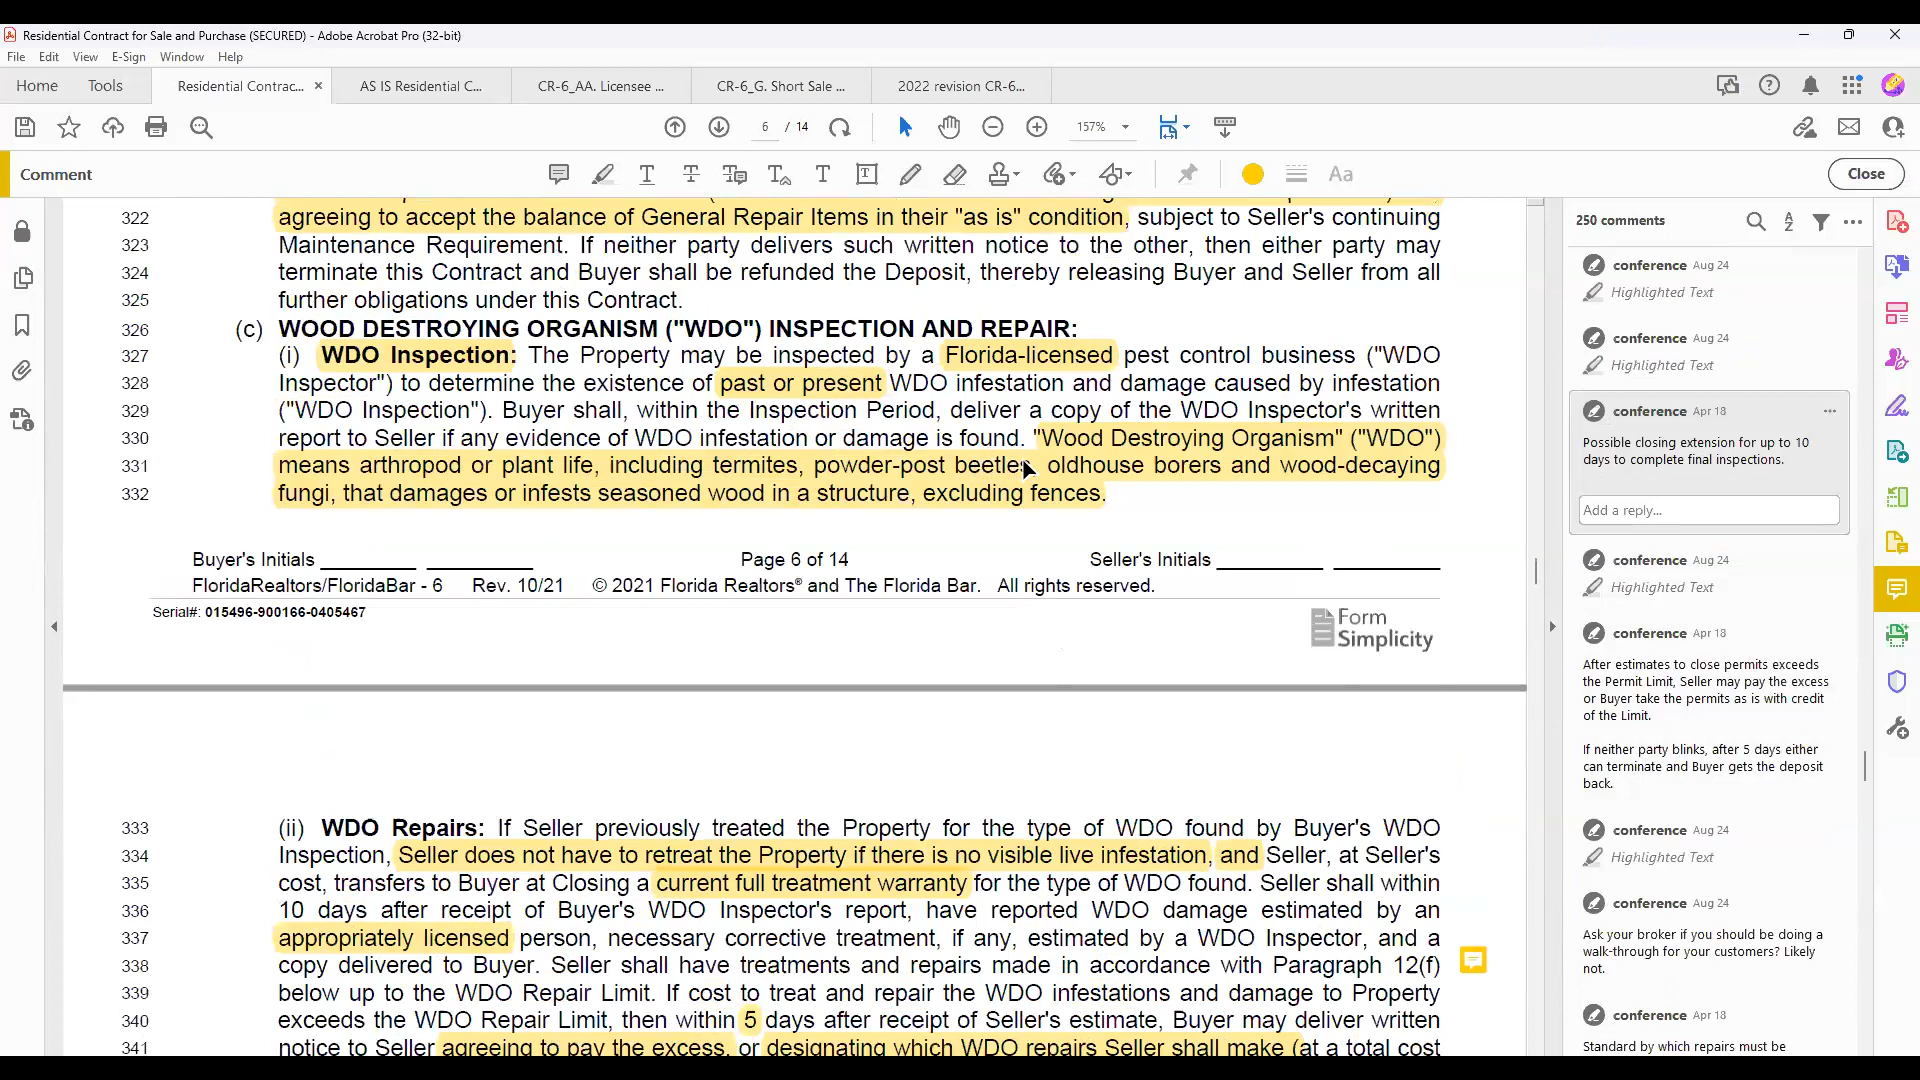 Residential Contract for Sale and Purchase (SECURED) - Adobe Acrobat Pro (32-bit)
File Edit View E-Sign Window Help
Home Tools Residential Contrac... × AS IS Residential C... CR-6_AA. Licensee ... CR-6_G. Short Sale ... 2022 revision CR-6...
6 / 14 157%
Comment Close
322 agreeing to accept the balance of General Repair Items in their "as is" condition, subject to Seller's continuing
323 Maintenance Requirement. If neither party delivers such written notice to the other, then either party may
324 terminate this Contract and Buyer shall be refunded the Deposit, thereby releasing Buyer and Seller from all
325 further obligations under this Contract.
326 (c) WOOD DESTROYING ORGANISM ("WDO") INSPECTION AND REPAIR:
327 (i) WDO Inspection: The Property may be inspected by a Florida-licensed pest control business ("WDO
328 Inspector") to determine the existence of past or present WDO infestation and damage caused by infestation
329 ("WDO Inspection"). Buyer shall, within the Inspection Period, deliver a copy of the WDO Inspector's written
330 report to Seller if any evidence of WDO infestation or damage is found. "Wood Destroying Organism" ("WDO")
331 means arthropod or plant life, including termites, powder-post beetles, oldhouse borers and wood-decaying
332 fungi, that damages or infests seasoned wood in a structure, excluding fences.
Buyer's Initials Page 6 of 14 Seller's Initials
FloridaRealtors/FloridaBar - 6 Rev. 10/21 © 2021 Florida Realtors® and The Florida Bar. All rights reserved.
Serial#: 015496-900166-0405467
Form
Simplicity
333 (ii) WDO Repairs: If Seller previously treated the Property for the type of WDO found by Buyer's WDO
334 Inspection, Seller does not have to retreat the Property if there is no visible live infestation, and Seller, at Seller's
335 cost, transfers to Buyer at Closing a current full treatment warranty for the type of WDO found. Seller shall within
336 10 days after receipt of Buyer's WDO Inspector's report, have reported WDO damage estimated by an
337 appropriately licensed person, necessary corrective treatment, if any, estimated by a WDO Inspector, and a
338 copy delivered to Buyer. Seller shall have treatments and repairs made in accordance with Paragraph 12(f)
339 below up to the WDO Repair Limit. If cost to treat and repair the WDO infestations and damage to Property
340 exceeds the WDO Repair Limit, then within 5 days after receipt of Seller's estimate, Buyer may deliver written
341 notice to Seller agreeing to pay the excess, or designating which WDO repairs Seller shall make (at a total cost
250 comments
conference Aug 24
Highlighted Text
conference Aug 24
Highlighted Text
conference Apr 18
Possible closing extension for up to 10
days to complete final inspections.
Add a reply...
conference Aug 24
Highlighted Text
conference Apr 18
After estimates to close permits exceeds
the Permit Limit, Seller may pay the excess
or Buyer take the permits as is with credit
of the Limit.
If neither party blinks, after 5 days either
can terminate and Buyer gets the deposit
back.
conference Aug 24
Highlighted Text
conference Aug 24
Ask your broker if you should be doing a
walk-through for your customers? Likely
not.
conference Apr 18
Standard by which repairs must be